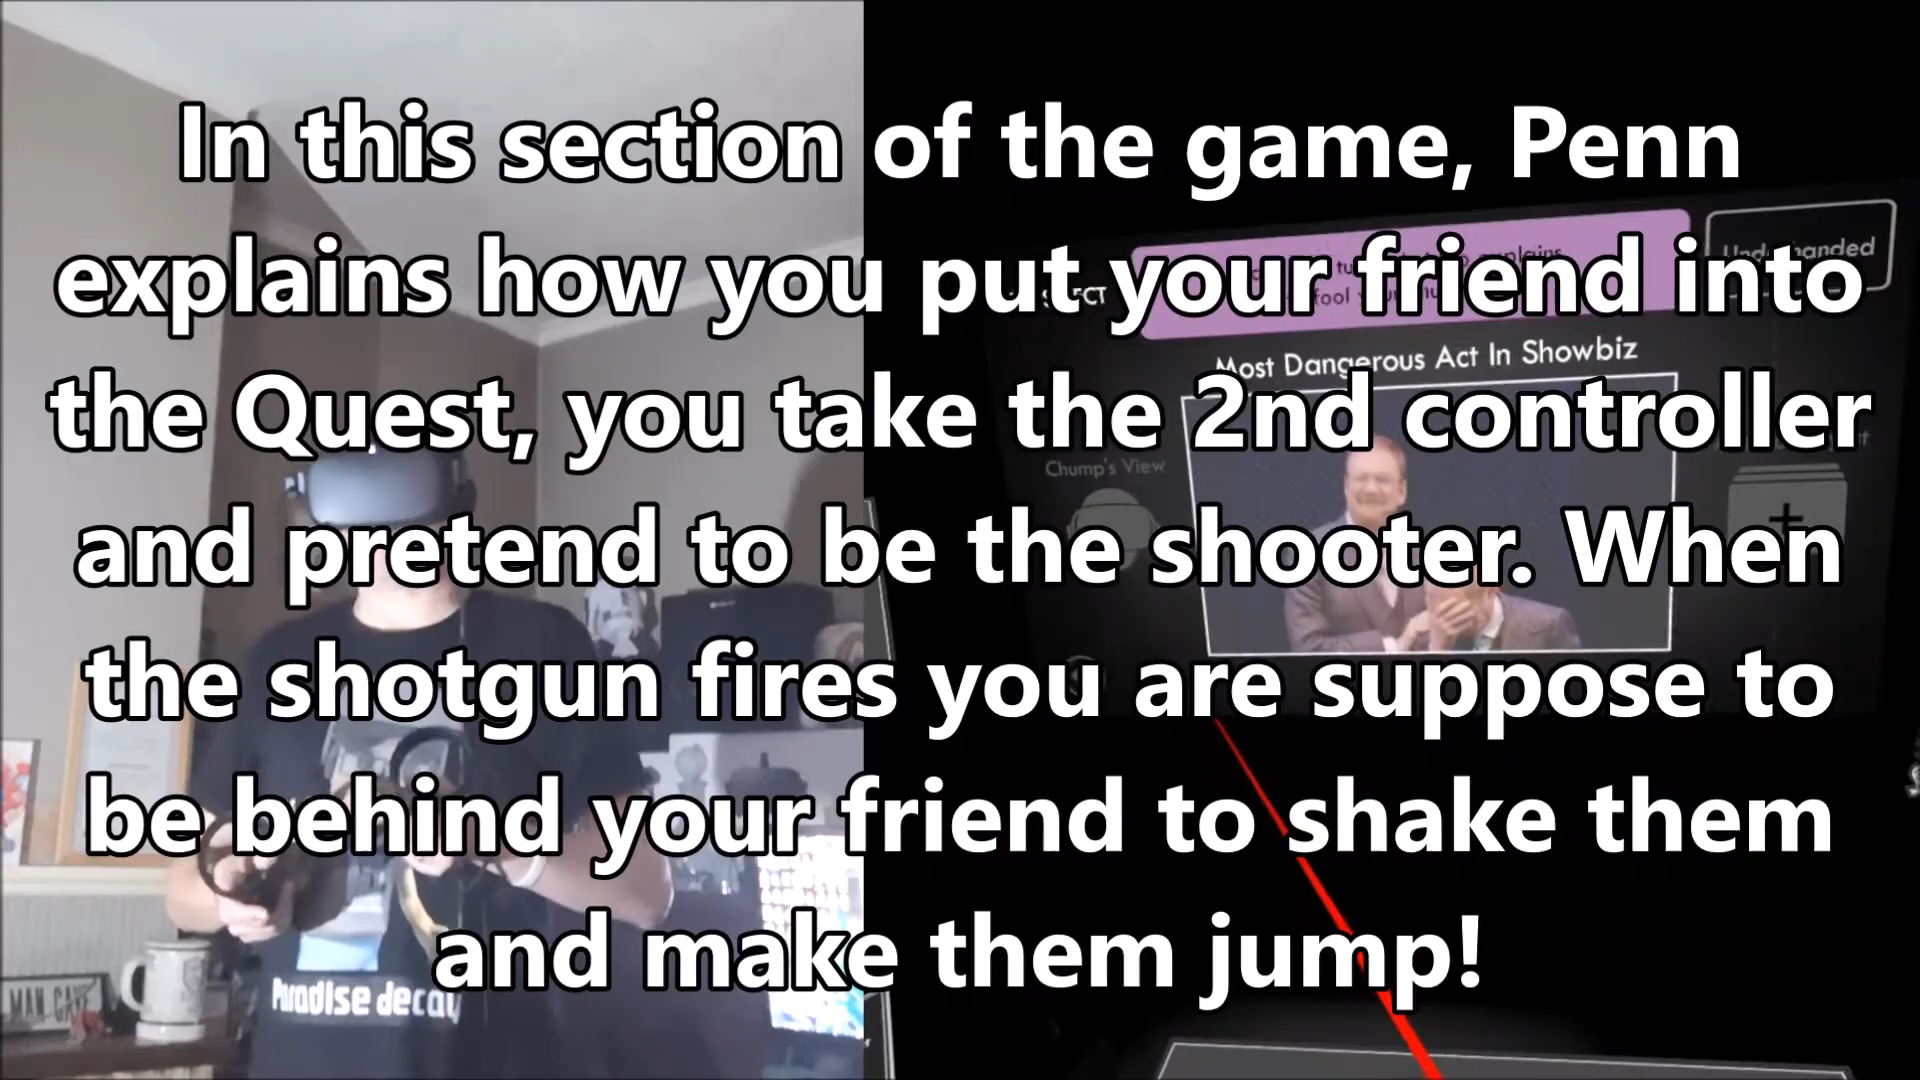 In this section of the game, Penn
explains how you put your friend into
the Quest, you take the 2nd controller
and pretend to be the shooter. When
the shotgun fires you are suppose to
be behind your friend to shake them
and make them jump!
Most Dangerous Act In Showbiz
Chump's View
MAN CAVE
Paradise decay